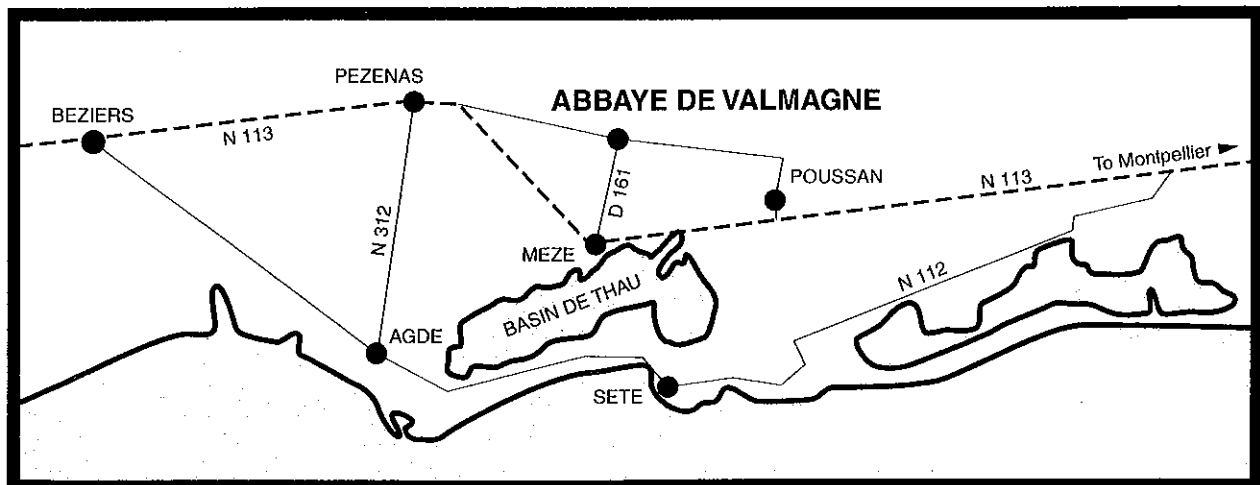 PEZENAS
ABBAYE DE VALMAGNE
BEZIERS
N 113
To Montpellier
N 113
POUSSAN
D 161
N 312
MEZE
N 112
BASIN DE THAU
AGDE
SETE